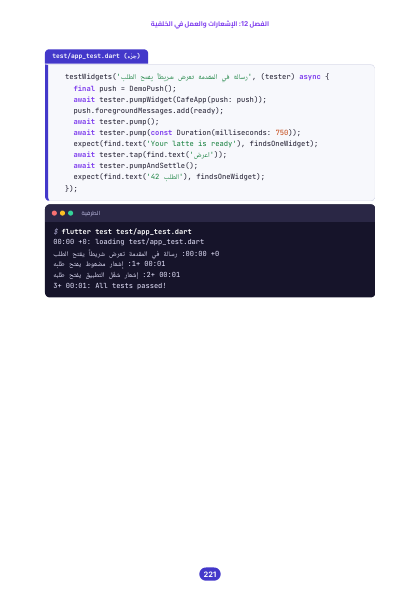 الفصل 12: الإشعارات والعمل في الخلفية
test/app_test.dart (جزء)
testWidgets('رسالة في المقدمة تعرض شريطاً يفتح الطلب', (tester) async {
final push = DemoPush();
await tester.pumpWidget(CafeApp(push: push));
push.foregroundMessages.add(ready);
await tester.pump();
await tester.pump(const Duration(milliseconds: 750));
expect(find.text('Your latte is ready'), findsOneWidget);
await tester.tap(find.text('اعرض'));
await tester.pumpAndSettle();
expect(find.text('الطلب 42'), findsOneWidget);
});
الطرفية
$ flutter test test/app_test.dart
00:00 +0: loading test/app_test.dart
00:00 +0: رسالة في المقدمة تعرض شريطاً يفتح الطلب
00:01 +1: إشعار مضغوط يفتح طلبه
00:01 +2: إشعار شغّل التطبيق يفتح طلبه
00:01 +3: All tests passed!
221